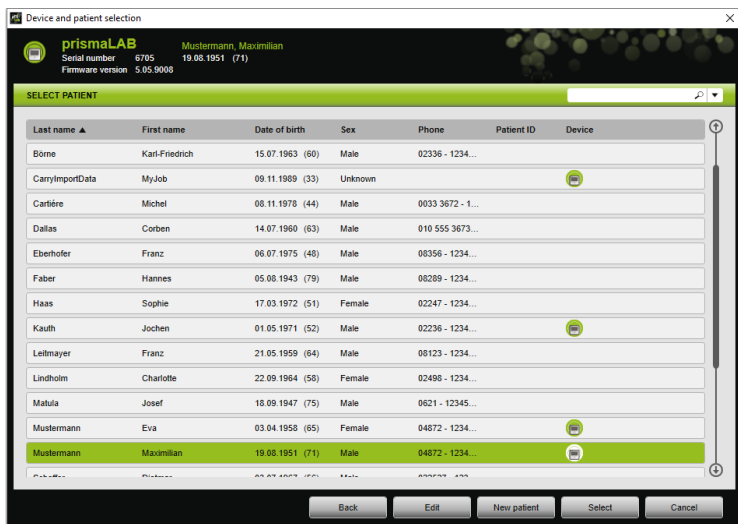 Device and patient selection
prismaLAB Mustermann, Maximilian
Serial number 6705 19.08.1951 (71)
Firmware version 5.05.9008
SELECT PATIENT
Last name ▲ First name Date of birth Sex Phone Patient ID Device
Börne Karl-Friedrich 15.07.1963 (60) Male 02336 - 1234...
CarryImportData MyJob 09.11.1989 (33) Unknown
Cartiére Michel 08.11.1978 (44) Male 0033 3672 - 1...
Dallas Corben 14.07.1960 (63) Male 010 555 3673...
Eberhofer Franz 06.07.1975 (48) Male 08356 - 1234...
Faber Hannes 05.08.1943 (79) Male 08289 - 1234...
Haas Sophie 17.03.1972 (51) Female 02247 - 1234...
Kauth Jochen 01.05.1971 (52) Male 02236 - 1234...
Leitmayer Franz 21.05.1959 (64) Male 08123 - 1234...
Lindholm Charlotte 22.09.1964 (58) Female 02498 - 1234...
Matula Josef 18.09.1947 (75) Male 0621 - 12345...
Mustermann Eva 03.04.1958 (65) Female 04872 - 1234...
Mustermann Maximilian 19.08.1951 (71) Male 04872 - 1234...
Back Edit New patient Select Cancel